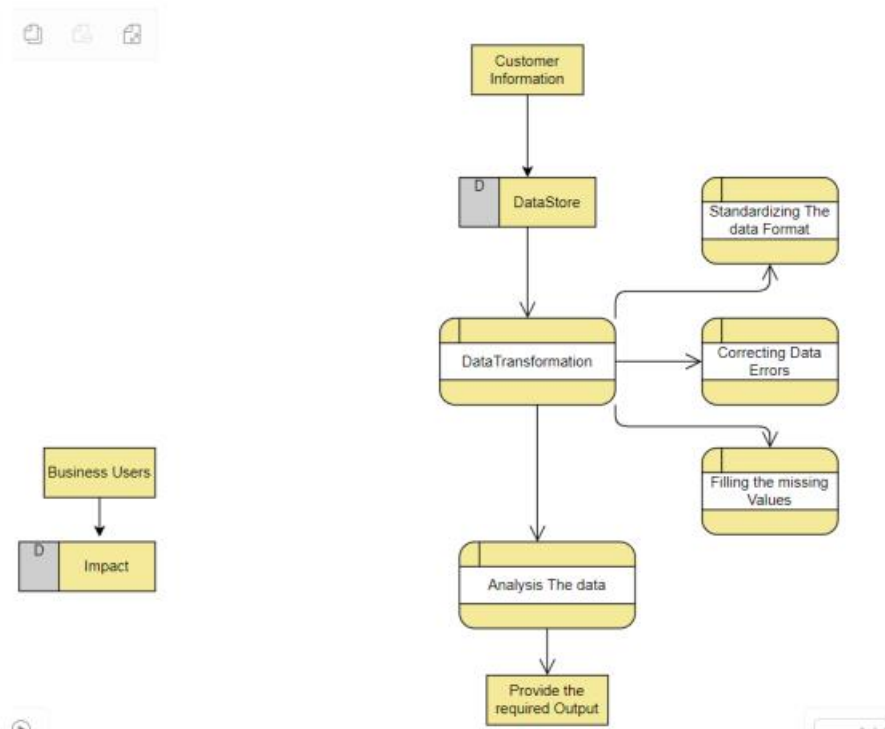 Customer
Information
D
DataStore
Standardizing The
data Format
DataTransformation
Correcting Data
Errors
Filling the missing
Values
Business Users
D
Impact
Analysis The data
Provide the
required Output